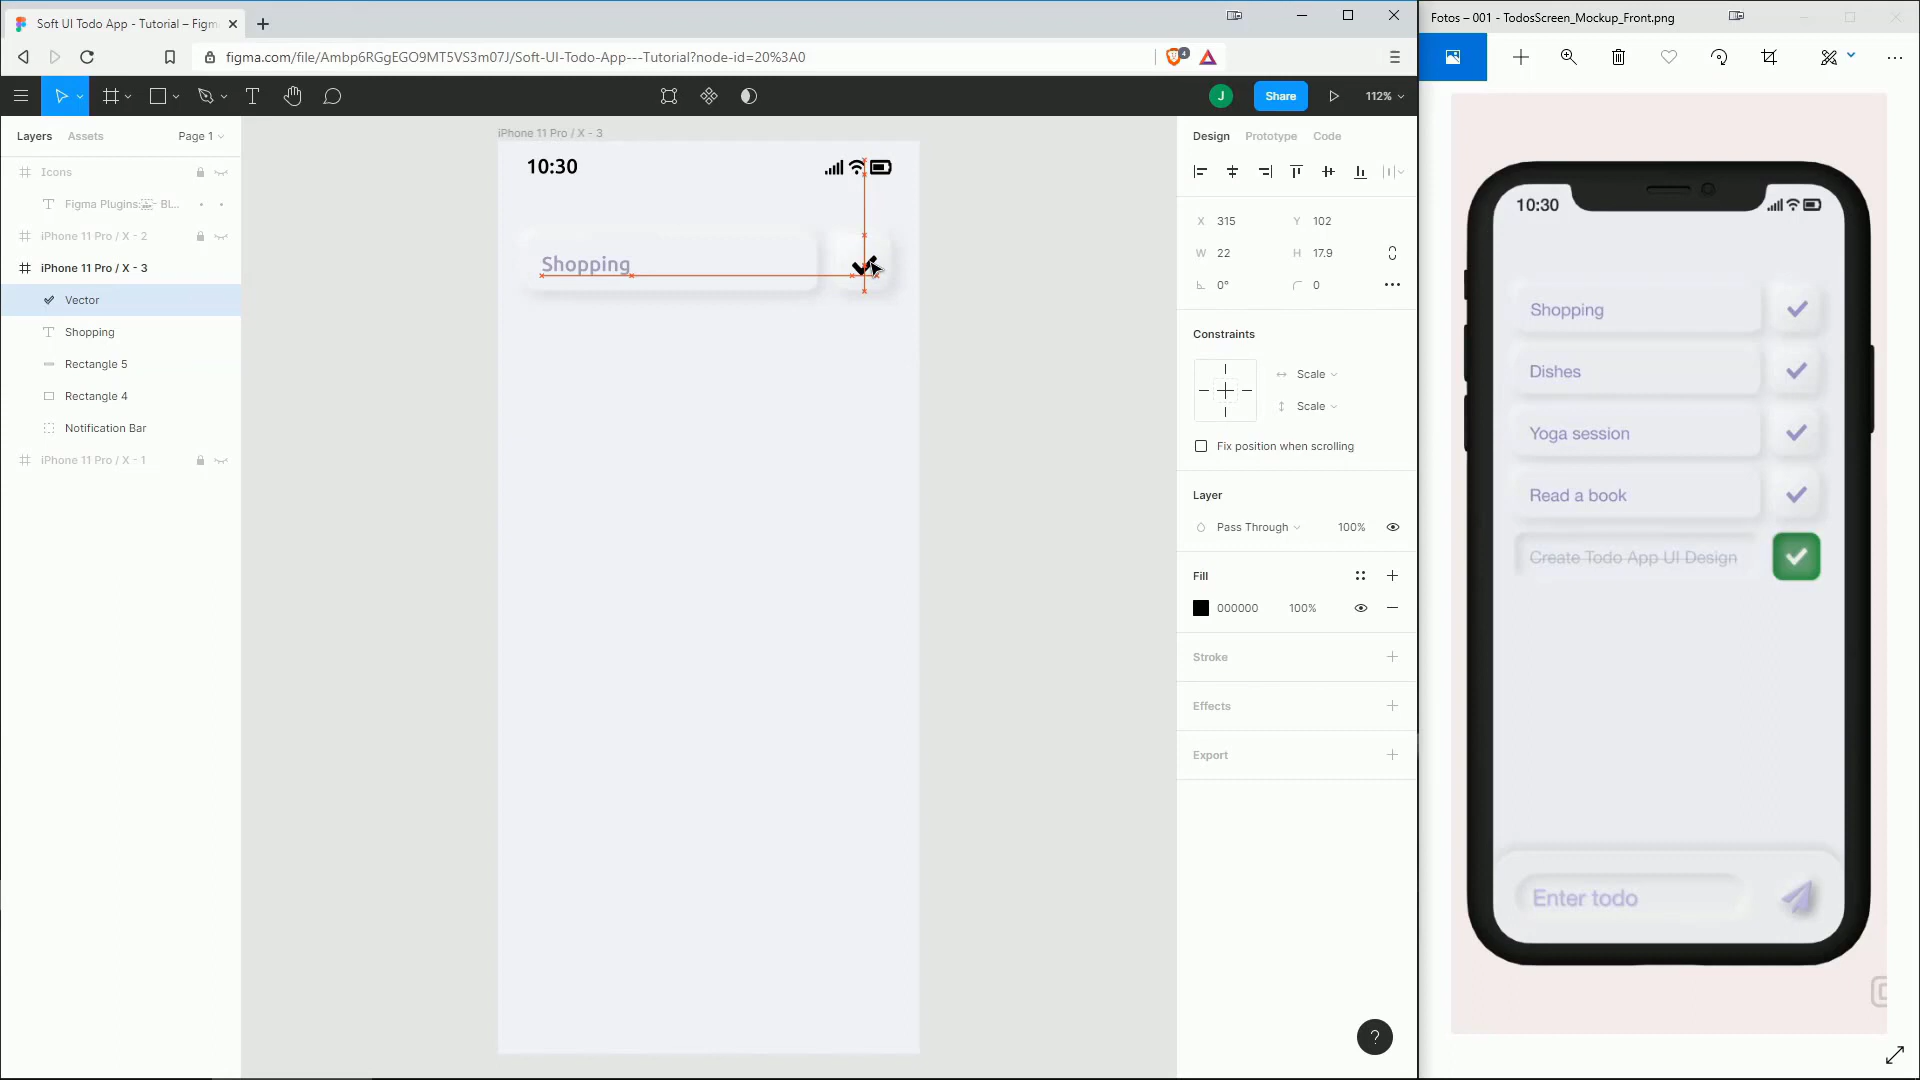 Soft UI Todo App - Tutorial – Figm
Fotos – 001 - TodosScreen_Mockup_Front.png
figma.com/file/Ambp6RGgEGO9MT5VS3m07J/Soft-UI-Todo-App---Tutorial?node-id=20%3A0
4
J
Share
112%
Layers
Assets
Page 1
Icons
Figma Plugins:
- Bl...
iPhone 11 Pro / X - 2
iPhone 11 Pro / X - 3
Vector
Shopping
Rectangle 5
Rectangle 4
Notification Bar
iPhone 11 Pro / X - 1
iPhone 11 Pro / X - 3
10:30
Shopping
Design
Prototype
Code
X 315
Y 102
W 22
H 17.9
0°
0
Constraints
Scale
Scale
Fix position when scrolling
Layer
Pass Through
100%
Fill
000000
100%
Stroke
Effects
Export
?
10:30
Shopping
Dishes
Yoga session
Read a book
Create Todo App UI Design
Enter todo